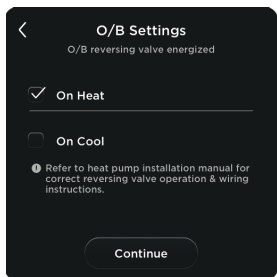 O/B Settings
O/B reversing valve energized
On Heat
On Cool
Refer to heat pump installation manual for
correct reversing valve operation & wiring
instructions.
Continue